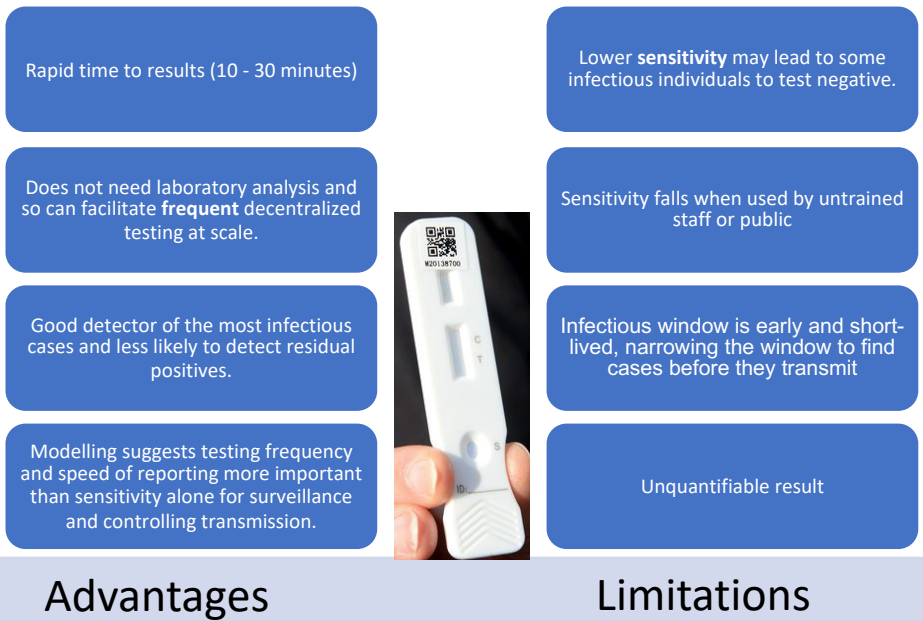 Rapid time to results (10 - 30 minutes)
Does not need laboratory analysis and
so can facilitate frequent decentralized
testing at scale.
Good detector of the most infectious
cases and less likely to detect residual
positives.
Modelling suggests testing frequency
and speed of reporting more important
than sensitivity alone for surveillance
and controlling transmission.
Advantages
M20138700
C
T
S
ID:
Lower sensitivity may lead to some
infectious individuals to test negative.
Sensitivity falls when used by untrained
staff or public
Infectious window is early and short-
lived, narrowing the window to find
cases before they transmit
Unquantifiable result
Limitations